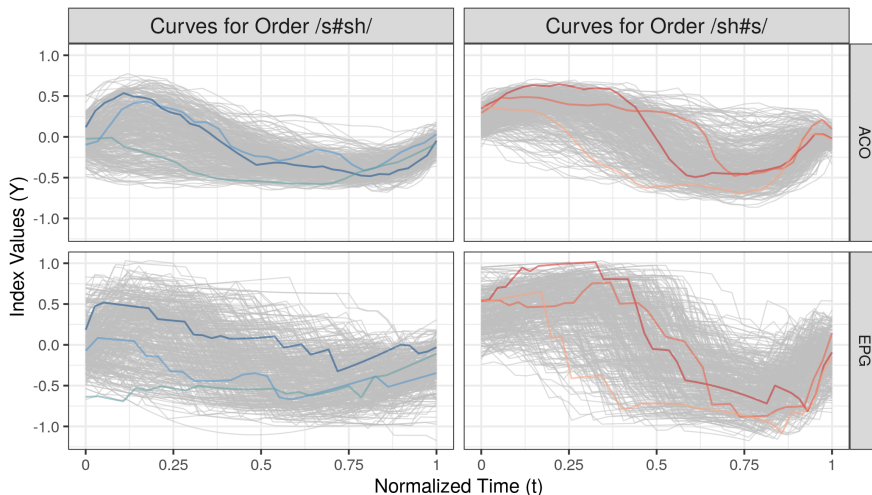 Curves for Order /s#sh/
Curves for Order /sh#s/
1.0
0.5
0.0
-0.5
-1.0
ACO
Index Values (Y)
1.0
0.5
0.0
-0.5
-1.0
EPG
0 0.25 0.5 0.75 1
0 0.25 0.5 0.75 1
Normalized Time (t)